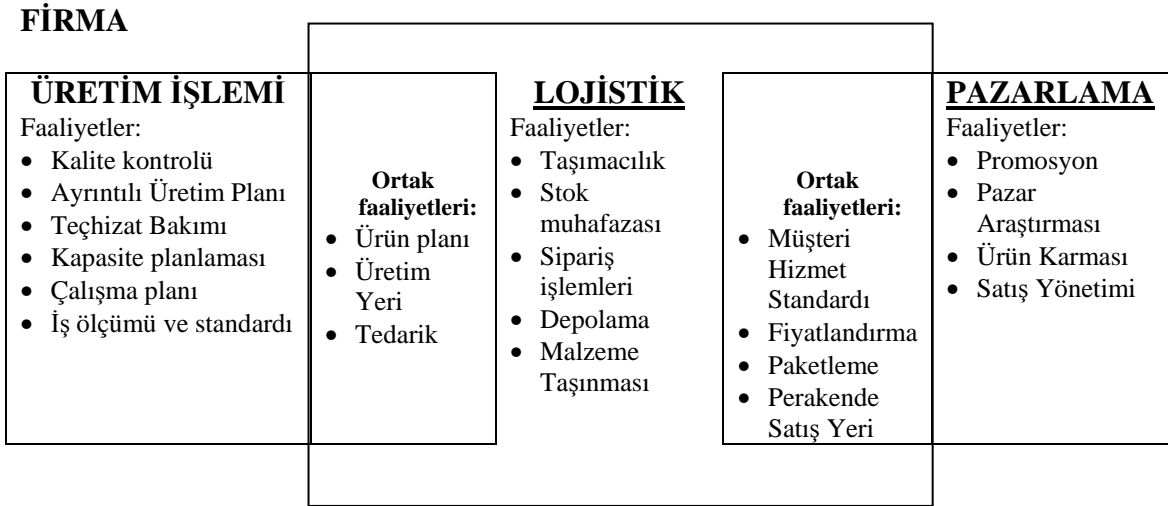 FİRMA
ÜRETİM İŞLEMİ
Faaliyetler:
• Kalite kontrolü
• Ayrıntılı Üretim Planı
• Teçhizat Bakımı
• Kapasite planlaması
• Çalışma planı
• İş ölçümü ve standardı
Ortak
faaliyetleri:
• Ürün planı
• Üretim
Yeri
• Tedarik
LOJİSTİK
Faaliyetler:
• Taşımacılık
• Stok
muhafazası
• Sipariş
işlemleri
• Depolama
• Malzeme
Taşınması
Ortak
faaliyetleri:
• Müşteri
Hizmet
Standardı
• Fiyatlandırma
• Paketleme
• Perakende
Satış Yeri
PAZARLAMA
Faaliyetler:
• Promosyon
• Pazar
Araştırması
• Ürün Karması
• Satış Yönetimi